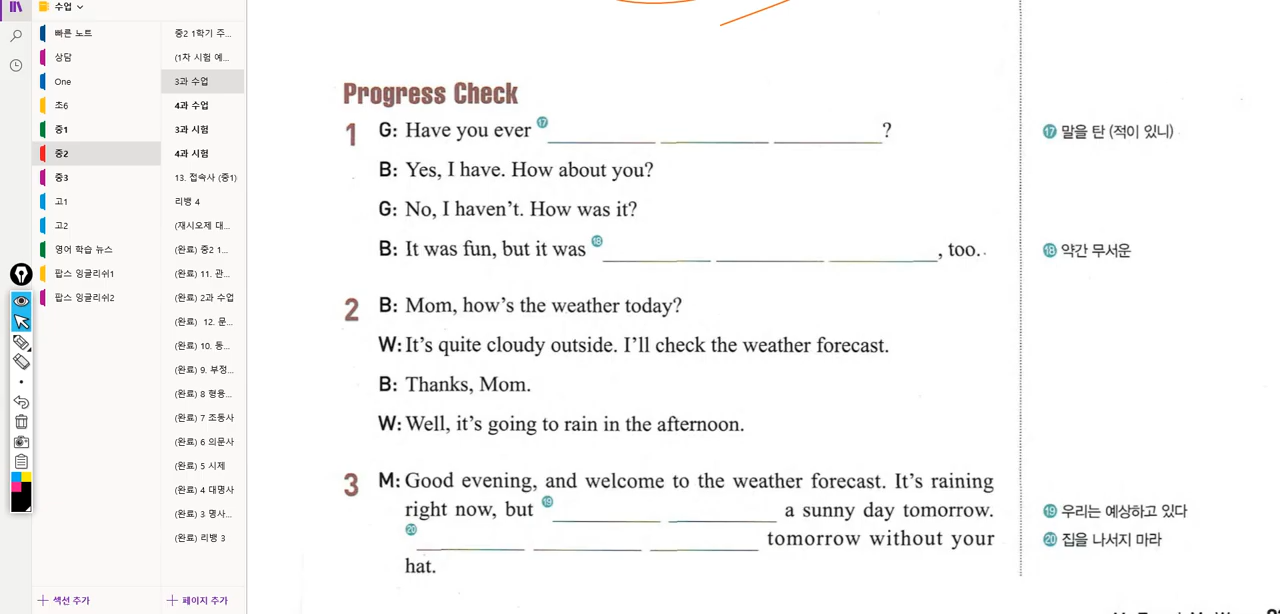 수업
빠른 노트
상담
One
초6
중1
중2
중3
고1
고2
영어 학습 뉴스
팝스 잉글리쉬1
팝스 잉글리쉬2
섹션 추가
중2 1학기 주...
(1차 시험 예...
3과 수업
4과 수업
3과 시험
4과 시험
13. 접속사 (중1)
리뱅 4
(재시오제 대...
(완료) 중2 1...
(완료) 11. 관...
(완료) 2과 수업
(완료) 12. 문...
(완료) 10. 동...
(완료) 9. 부정...
(완료) 8 형용...
(완료) 7 조동사
(완료) 6 의문사
(완료) 5 시제
(완료) 4 대명사
(완료) 3 명사...
(완료) 리뱅 3
페이지 추가
Progress Check
1 G: Have you ever ⑰ ____ ____ ____?
B: Yes, I have. How about you?
G: No, I haven't. How was it?
B: It was fun, but it was ⑱ ____ ____ ____, too.
2 B: Mom, how's the weather today?
W: It's quite cloudy outside. I'll check the weather forecast.
B: Thanks, Mom.
W: Well, it's going to rain in the afternoon.
3 M: Good evening, and welcome to the weather forecast. It's raining
right now, but ⑲ ____ ____ a sunny day tomorrow.
⑳ ____ ____ ____ tomorrow without your
hat.
⑰ 말을 탄 (적이 있니)
⑱ 약간 무서운
⑲ 우리는 예상하고 있다
⑳ 집을 나서지 마라